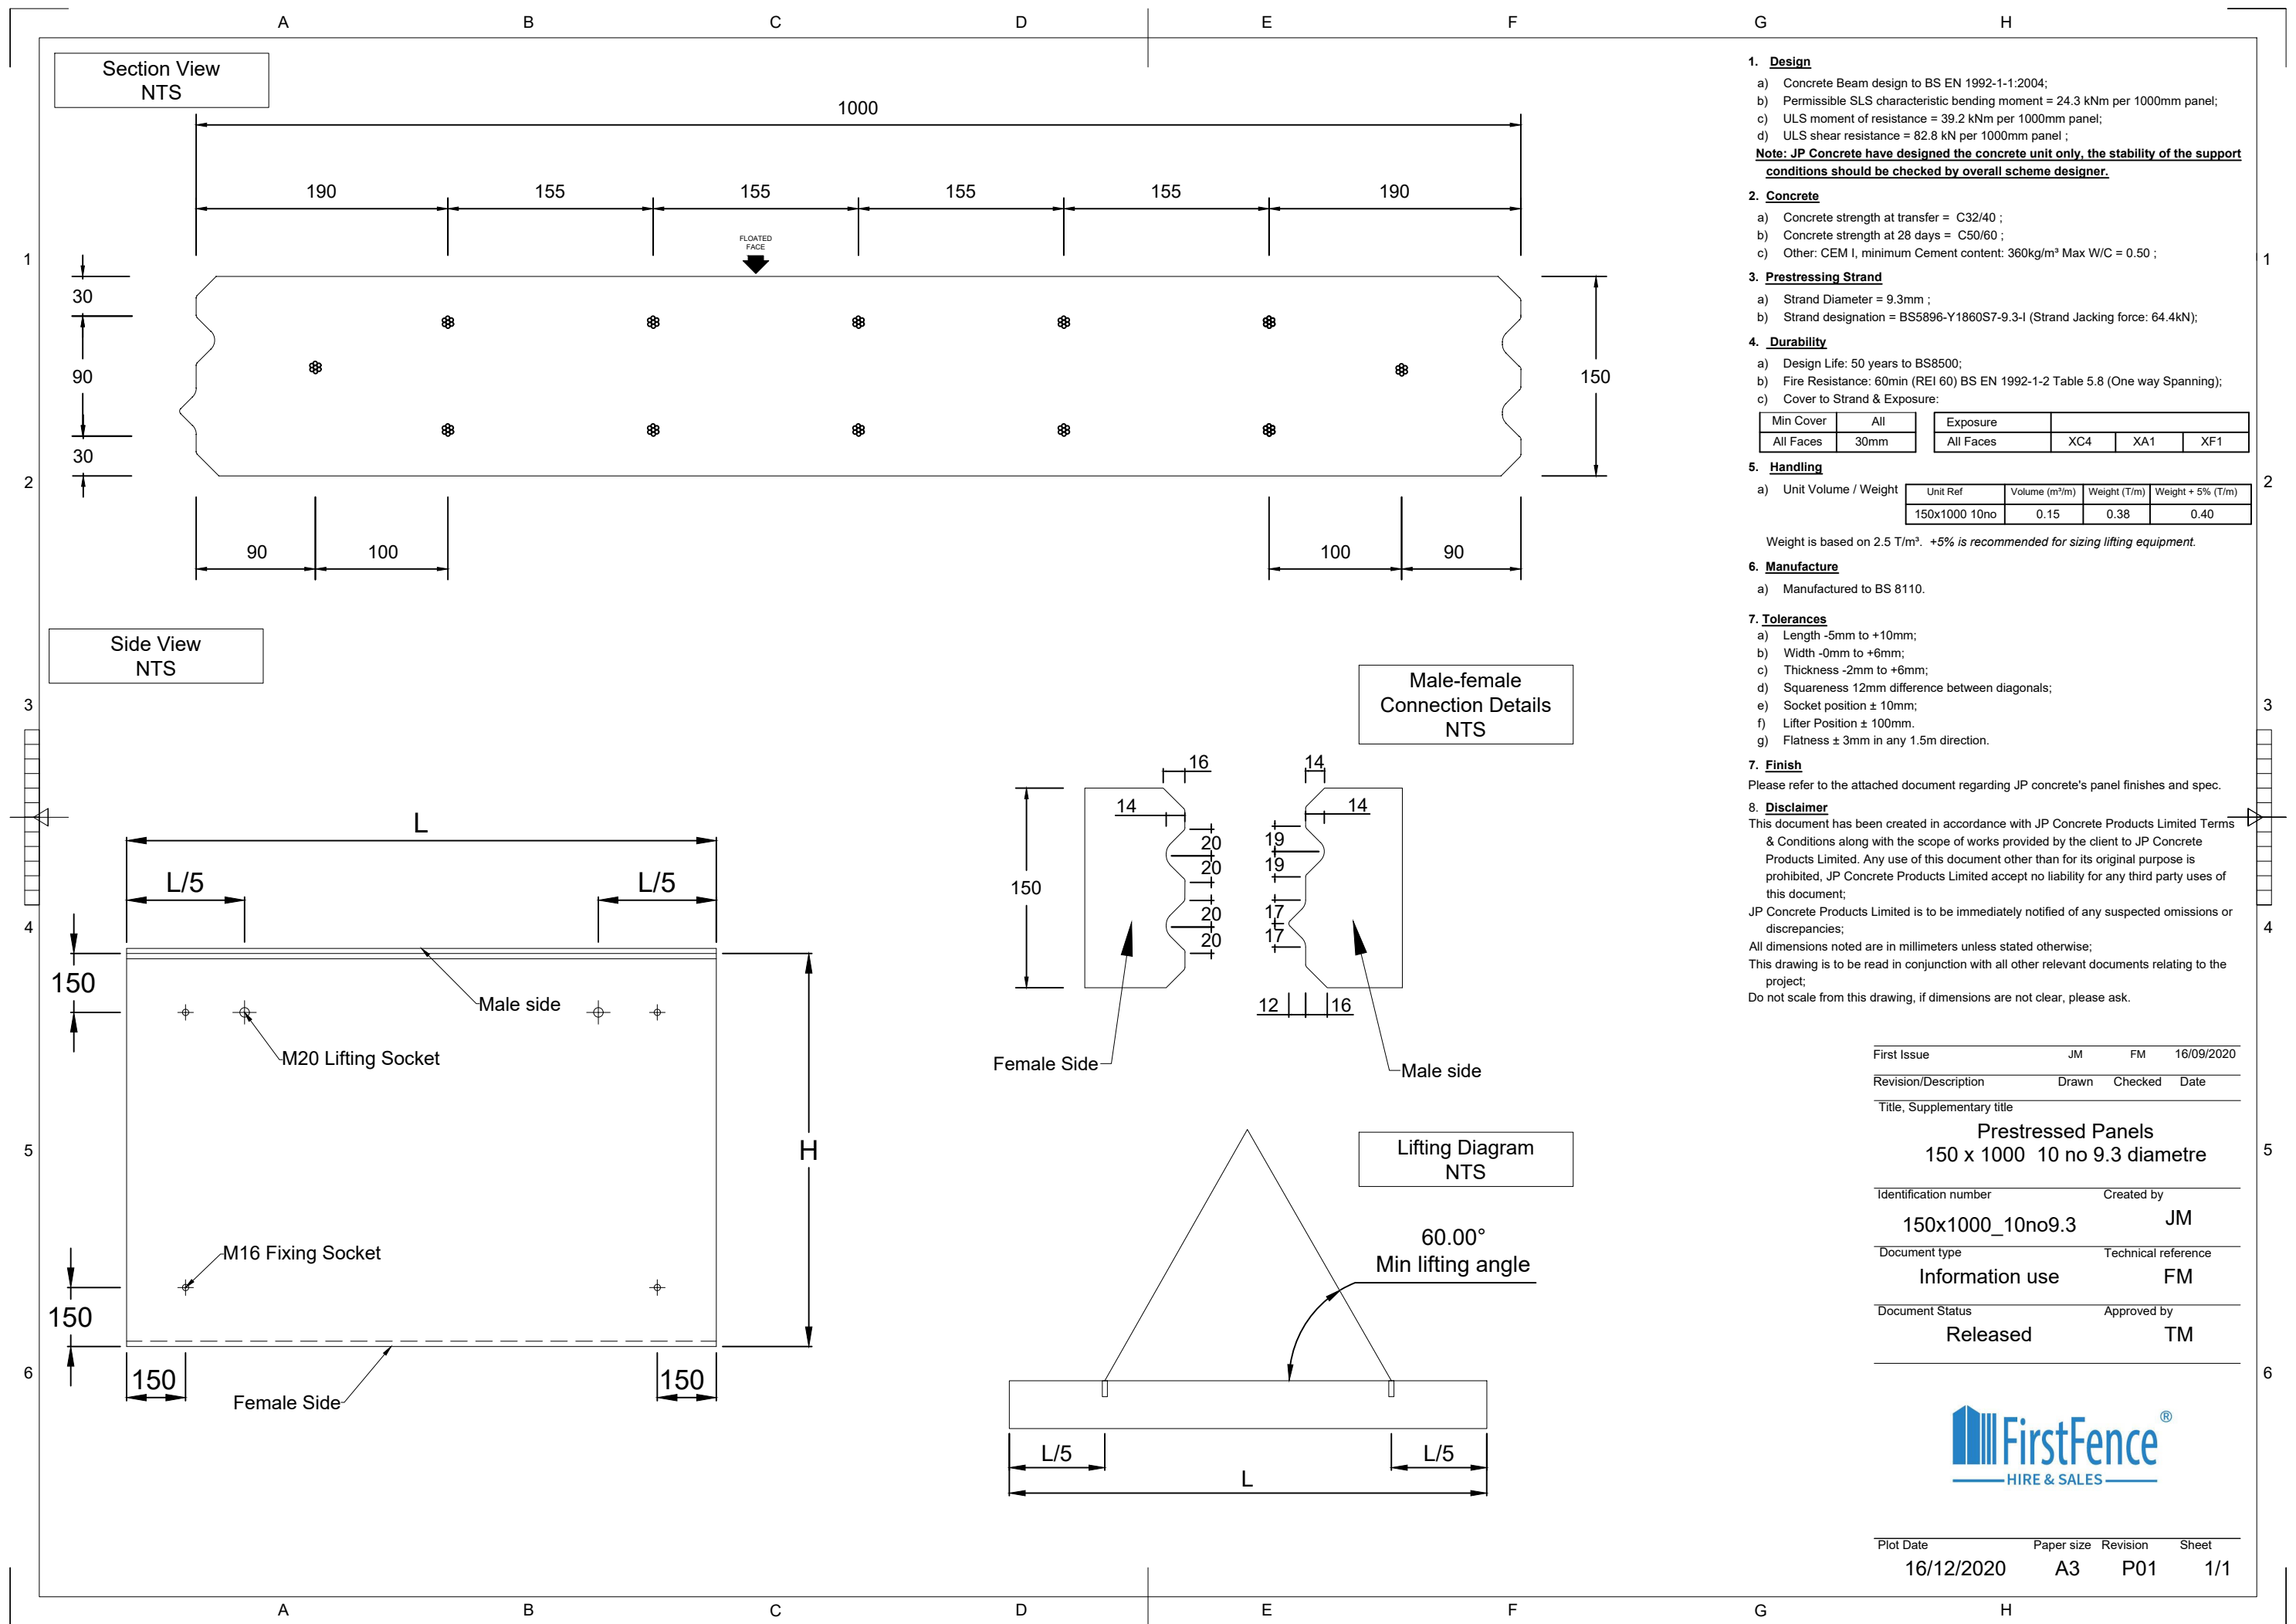 A B C D E F G H
Section View
NTS
1000
190 155 155 155 155 190
FLOATED
FACE
1
30
90
30
2
150
90 100 100 90
Side View
NTS
3
L
L/5 L/5
4
150
Male side
M20 Lifting Socket
H
5
M16 Fixing Socket
150
6
150 150
Female Side
Male-female
Connection Details
NTS
16 14
14 14
20 19
20 19
150
20 17
20 17
12 16
Female Side
Male side
Lifting Diagram
NTS
60.00°
Min lifting angle
L/5 L/5
L
1. Design
a) Concrete Beam design to BS EN 1992-1-1:2004;
b) Permissible SLS characteristic bending moment = 24.3 kNm per 1000mm panel;
c) ULS moment of resistance = 39.2 kNm per 1000mm panel;
d) ULS shear resistance = 82.8 kN per 1000mm panel ;
Note: JP Concrete have designed the concrete unit only, the stability of the support
conditions should be checked by overall scheme designer.
2. Concrete
a) Concrete strength at transfer = C32/40 ;
b) Concrete strength at 28 days = C50/60 ;
c) Other: CEM I, minimum Cement content: 360kg/m³ Max W/C = 0.50 ;
3. Prestressing Strand
a) Strand Diameter = 9.3mm ;
b) Strand designation = BS5896-Y1860S7-9.3-I (Strand Jacking force: 64.4kN);
4. Durability
a) Design Life: 50 years to BS8500;
b) Fire Resistance: 60min (REI 60) BS EN 1992-1-2 Table 5.8 (One way Spanning);
c) Cover to Strand & Exposure:
Min Cover All Exposure
All Faces 30mm All Faces XC4 XA1 XF1
5. Handling
a) Unit Volume / Weight Unit Ref Volume (m³/m) Weight (T/m) Weight + 5% (T/m)
150x1000 10no 0.15 0.38 0.40
Weight is based on 2.5 T/m³. +5% is recommended for sizing lifting equipment.
6. Manufacture
a) Manufactured to BS 8110.
7. Tolerances
a) Length -5mm to +10mm;
b) Width -0mm to +6mm;
c) Thickness -2mm to +6mm;
d) Squareness 12mm difference between diagonals;
e) Socket position ± 10mm;
f) Lifter Position ± 100mm.
g) Flatness ± 3mm in any 1.5m direction.
7. Finish
Please refer to the attached document regarding JP concrete's panel finishes and spec.
8. Disclaimer
This document has been created in accordance with JP Concrete Products Limited Terms
& Conditions along with the scope of works provided by the client to JP Concrete
Products Limited. Any use of this document other than for its original purpose is
prohibited, JP Concrete Products Limited accept no liability for any third party uses of
this document;
JP Concrete Products Limited is to be immediately notified of any suspected omissions or
discrepancies;
All dimensions noted are in millimeters unless stated otherwise;
This drawing is to be read in conjunction with all other relevant documents relating to the
project;
Do not scale from this drawing, if dimensions are not clear, please ask.
1
2
3
4
5
6
First Issue JM FM 16/09/2020
Revision/Description Drawn Checked Date
Title, Supplementary title
Prestressed Panels
150 x 1000 10 no 9.3 diametre
Identification number Created by
150x1000_10no9.3 JM
Document type Technical reference
Information use FM
Document Status Approved by
Released TM
FirstFence®
HIRE & SALES
Plot Date Paper size Revision Sheet
16/12/2020 A3 P01 1/1
A B C D E F G H